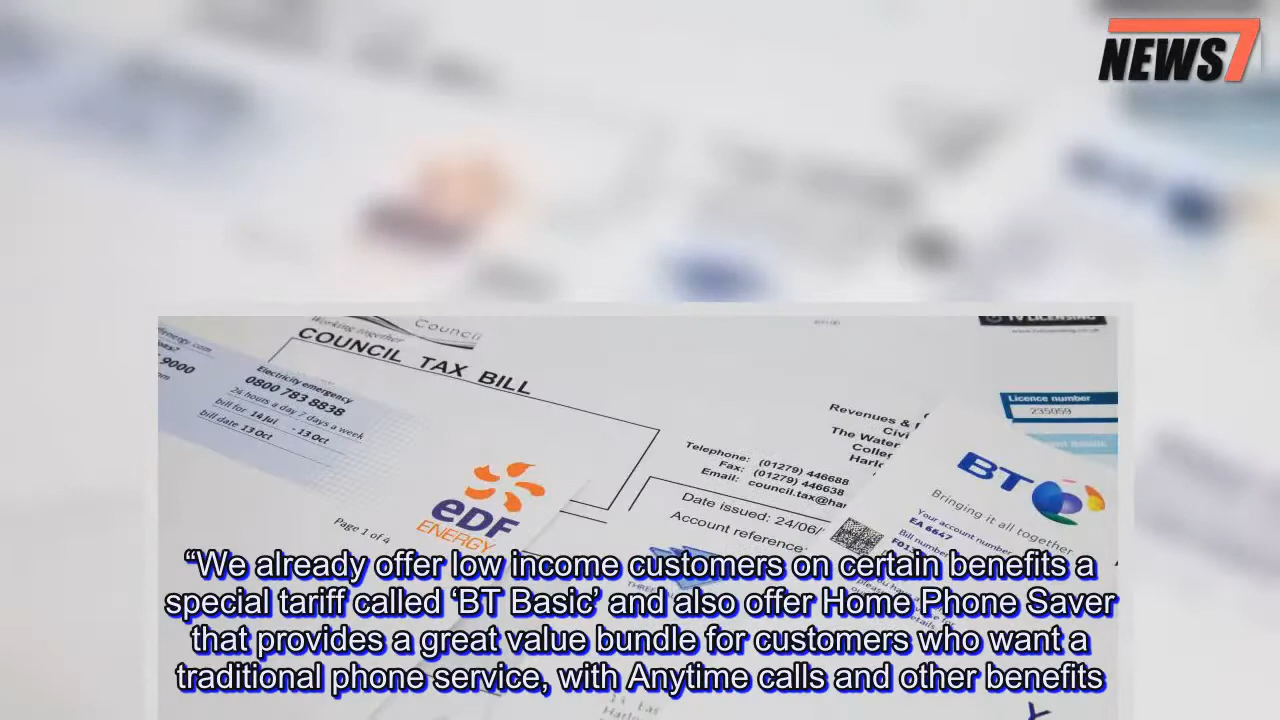 NEWS7
Working together
Council
COUNCIL TAX BILL
TV LICENSING
9000
Electricity emergency
0800 783 8838
24 hours a day 7 days a week
bill for 14 Jul - 13 Oct
bill date 13 Oct
Licence number
235059
Revenues &
The Water
Telephone: (01279) 446688
Fax: (01279) 446638
Email: council.tax@har
Date issued: 24/06/
Account reference:
BT
Bringing it all together
Your account number
EA 6647
Bill number
eDF
ENERGY
Page 1 of 4
“We already offer low income customers on certain benefits a
special tariff called ‘BT Basic’ and also offer Home Phone Saver
that provides a great value bundle for customers who want a
traditional phone service, with Anytime calls and other benefits